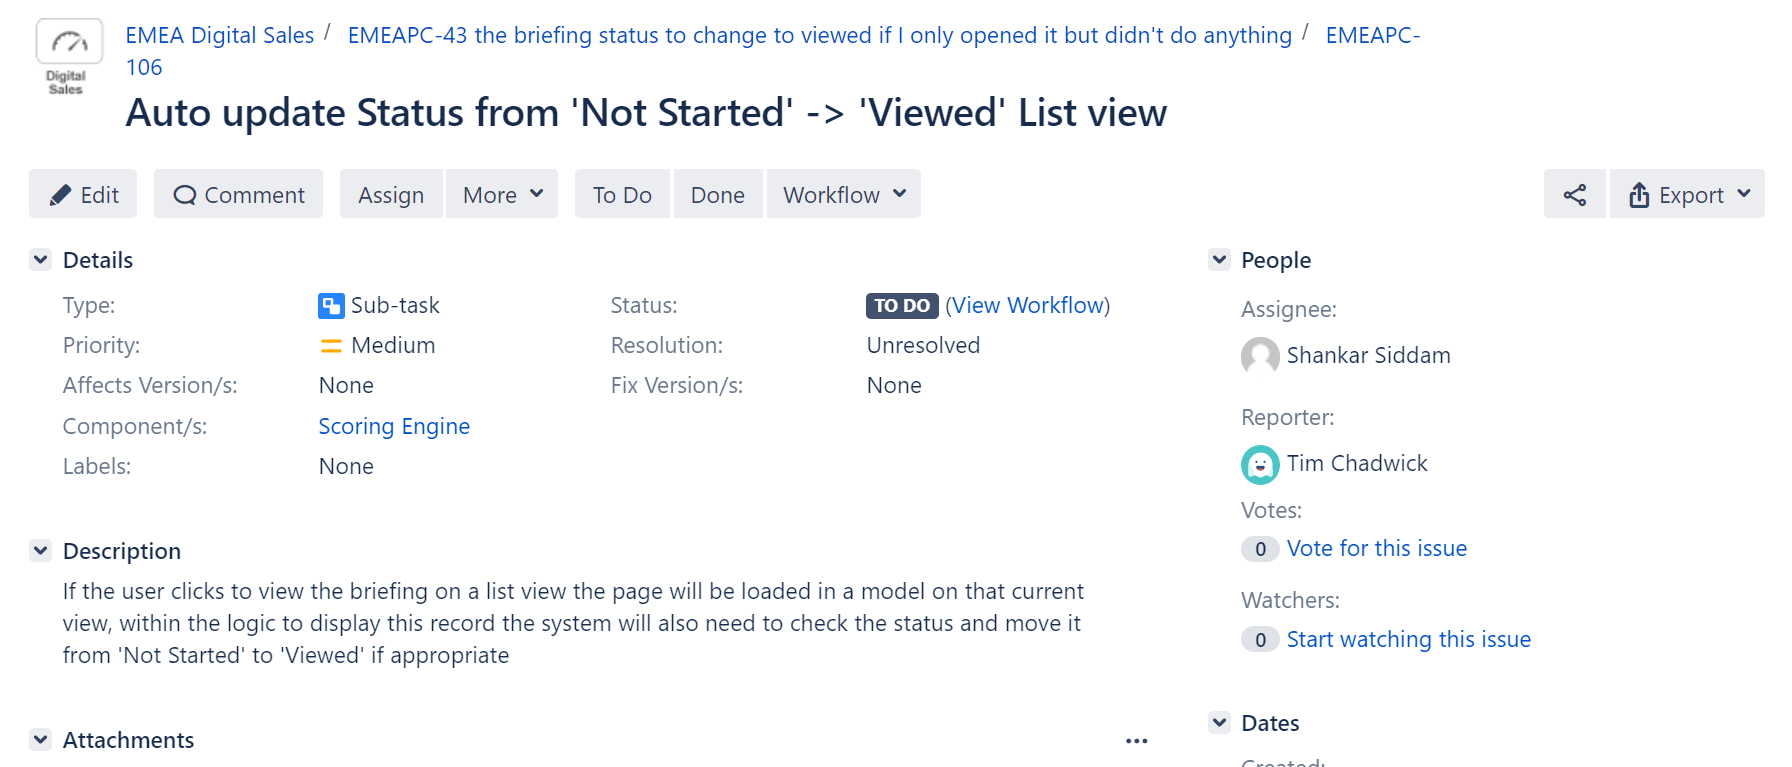 Digital
Sales
EMEA Digital Sales / EMEAPC-43 the briefing status to change to viewed if I only opened it but didn't do anything / EMEAPC-
106
Auto update Status from 'Not Started' -> 'Viewed' List view
Edit Comment Assign More To Do Done Workflow Export
Details
Type: Sub-task Status: TO DO (View Workflow)
Priority: Medium Resolution: Unresolved
Affects Version/s: None Fix Version/s: None
Component/s: Scoring Engine
Labels: None
Description
If the user clicks to view the briefing on a list view the page will be loaded in a model on that current
view, within the logic to display this record the system will also need to check the status and move it
from 'Not Started' to 'Viewed' if appropriate
Attachments ...
People
Assignee:
Shankar Siddam
Reporter:
Tim Chadwick
Votes:
0 Vote for this issue
Watchers:
0 Start watching this issue
Dates
Created: